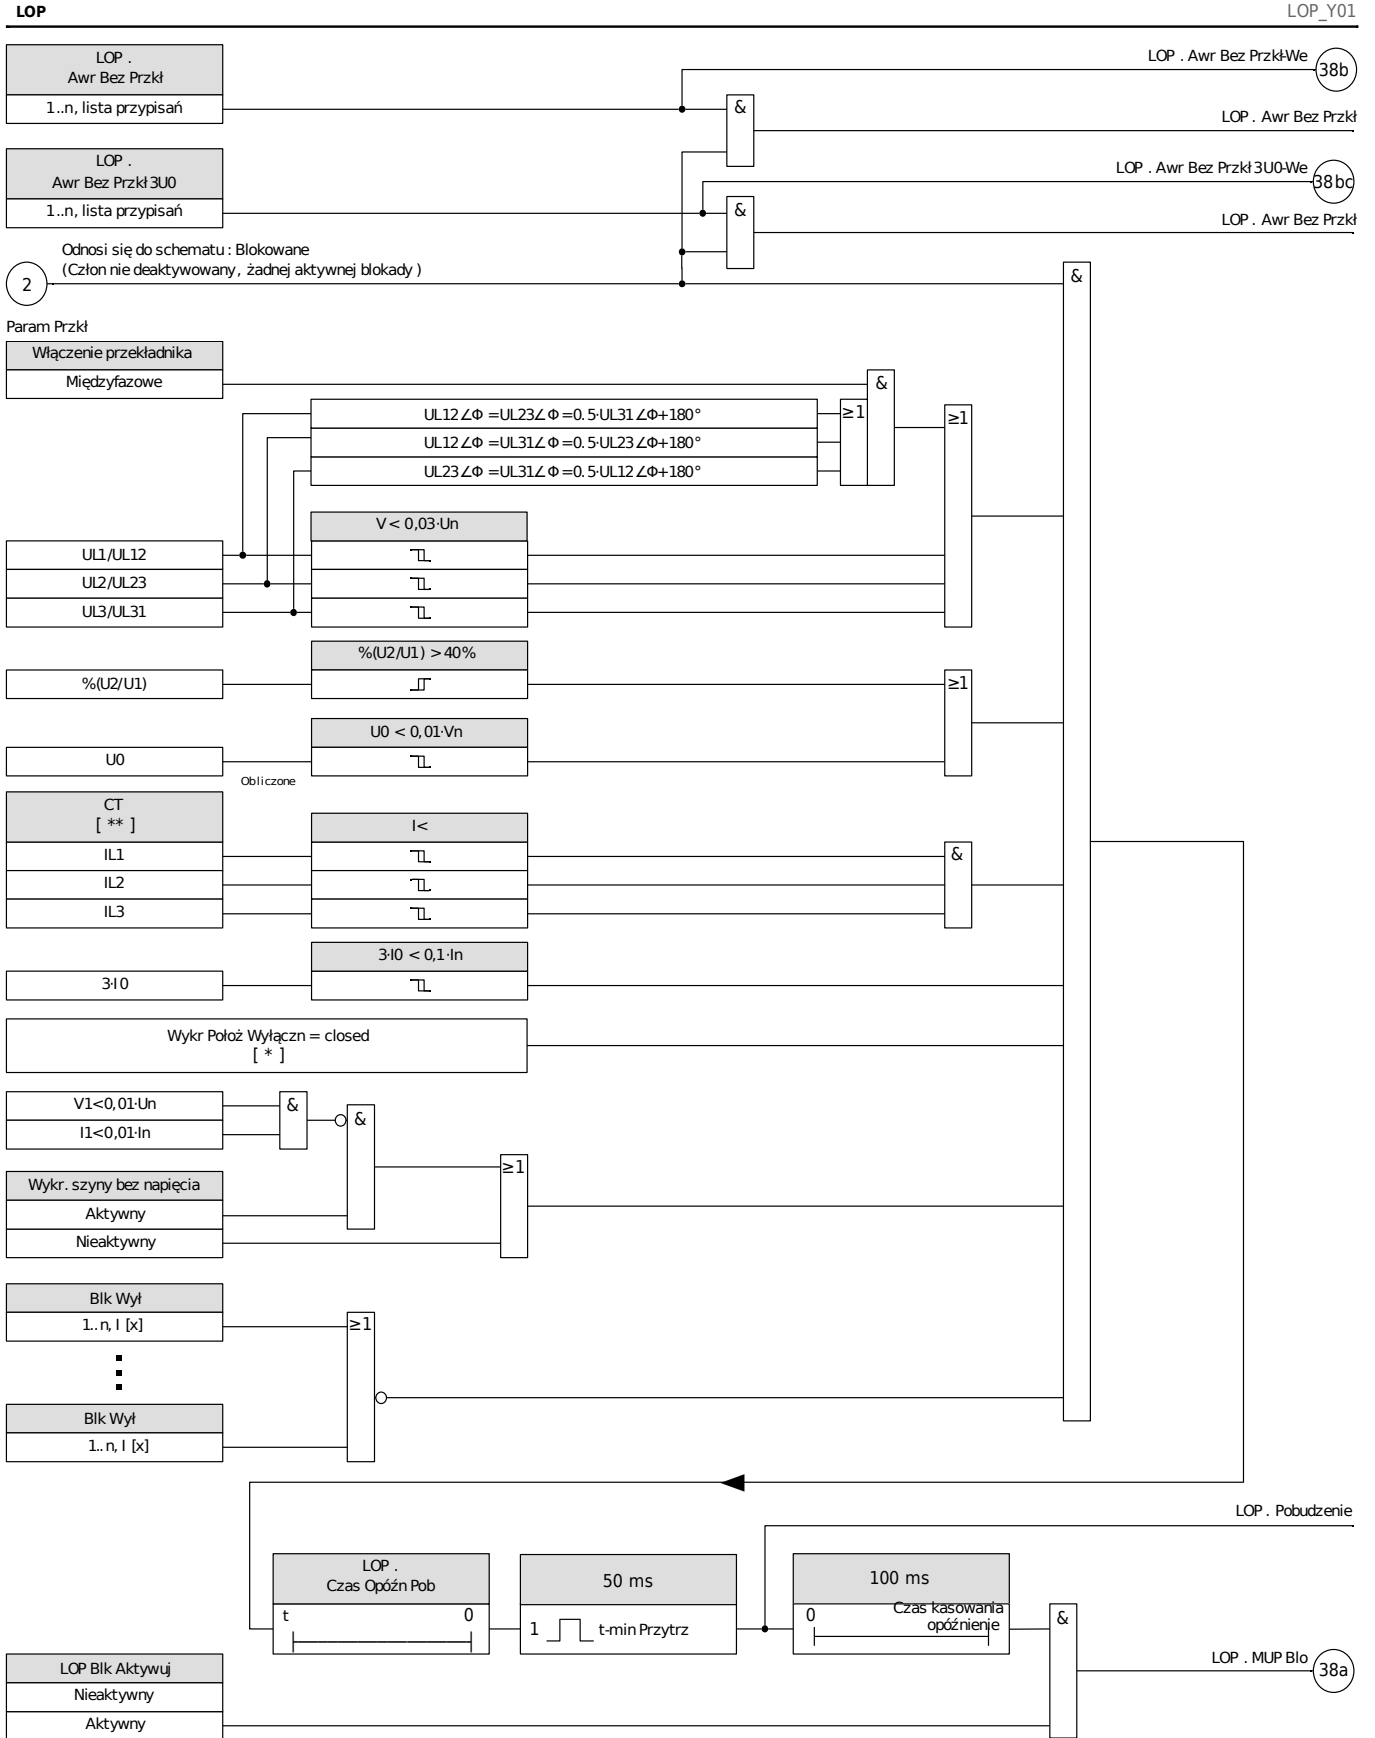 LOP
LOP_Y01
LOP .
Awr Bez Przkł
1..n, lista przypisań
LOP . Awr Bez Przkł-We
38b
&
LOP . Awr Bez Przkł
LOP .
Awr Bez Przkł 3U0
1..n, lista przypisań
LOP . Awr Bez Przkł 3U0-We
38bc
&
LOP . Awr Bez Przkł
Odnosi się do schematu : Blokowane
(Człon nie deaktywowany, żadnej aktywnej blokady )
2
&
Param Przkł
Włączenie przekładnika
Międzyfazowe
&
UL12∠Φ =UL23∠Φ =0.5·UL31∠Φ+180°
≥1
≥1
UL12∠Φ =UL31∠Φ =0.5·UL23∠Φ+180°
UL23∠Φ =UL31∠Φ =0.5·UL12∠Φ+180°
V < 0,03·Un
UL1/UL12
UL2/UL23
UL3/UL31
%(U2/U1) > 40%
%(U2/U1)
≥1
U0 < 0,01·Vn
U0
Obliczone
CT
[ ** ]
I<
IL1
&
IL2
IL3
3·I0 < 0,1·In
3·I0
Wykr Położ Wyłączn = closed
[ * ]
V1<0,01·Un
&
&
I1<0,01·In
≥1
Wykr. szyny bez napięcia
Aktywny
Nieaktywny
Blk Wył
1..n, I [x]
≥1
Blk Wył
1..n, I [x]
LOP . Pobudzenie
LOP .
Czas Opóźn Pob
t
0
50 ms
1
t-min Przytrz
100 ms
0
Czas kasowania
opóźnienie
&
LOP Blk Aktywuj
Nieaktywny
Aktywny
LOP . MUP Blo
38a